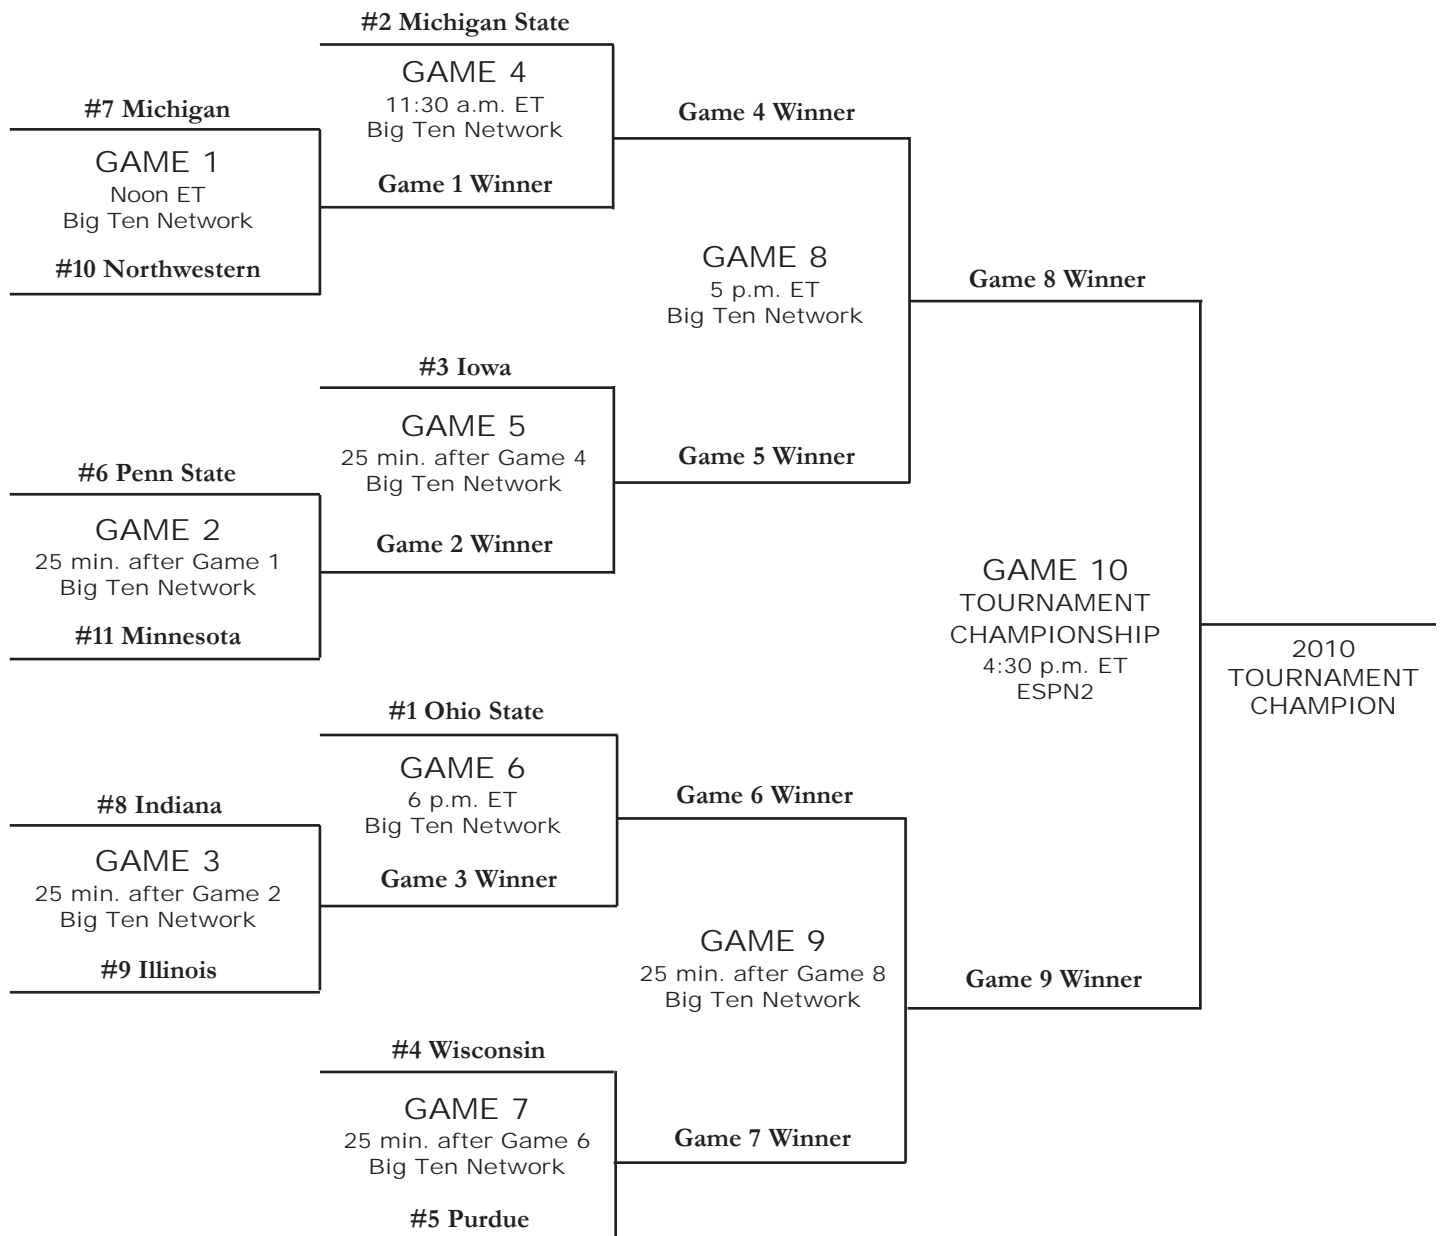 #2 Michigan State
GAME 4
11:30 a.m. ET
Big Ten Network
Game 1 Winner
#7 Michigan
GAME 1
Noon ET
Big Ten Network
#10 Northwestern
Game 4 Winner
GAME 8
5 p.m. ET
Big Ten Network
Game 5 Winner
Game 8 Winner
#3 Iowa
GAME 5
25 min. after Game 4
Big Ten Network
Game 2 Winner
#6 Penn State
GAME 2
25 min. after Game 1
Big Ten Network
#11 Minnesota
GAME 10
TOURNAMENT
CHAMPIONSHIP
4:30 p.m. ET
ESPN2
2010
TOURNAMENT
CHAMPION
#1 Ohio State
GAME 6
6 p.m. ET
Big Ten Network
Game 3 Winner
#8 Indiana
GAME 3
25 min. after Game 2
Big Ten Network
#9 Illinois
Game 6 Winner
GAME 9
25 min. after Game 8
Big Ten Network
Game 7 Winner
Game 9 Winner
#4 Wisconsin
GAME 7
25 min. after Game 6
Big Ten Network
#5 Purdue